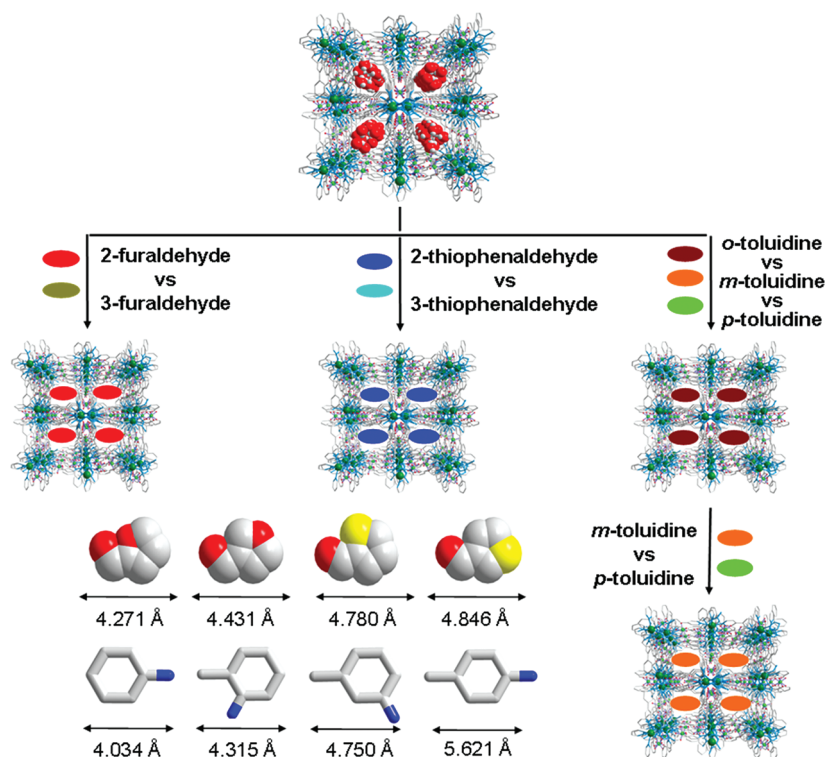 2-furaldehyde
vs
3-furaldehyde
2-thiophenaldehyde
vs
3-thiophenaldehyde
o-toluidine
vs
m-toluidine
vs
p-toluidine
m-toluidine
vs
p-toluidine
4.271 Å
4.431 Å
4.780 Å
4.846 Å
4.034 Å
4.315 Å
4.750 Å
5.621 Å